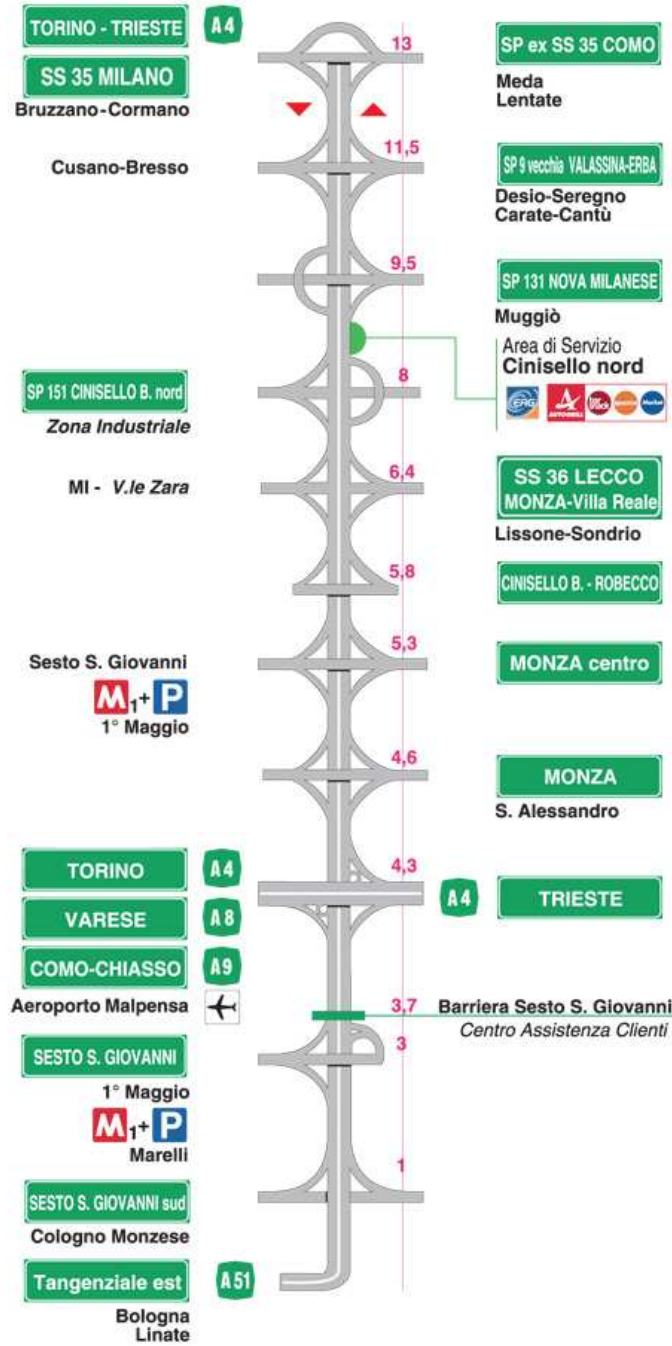 TORINO - TRIESTE A4
13
SP ex SS 35 COMO
SS 35 MILANO
Meda
Lentate
Bruzzano-Cormano
11,5
Cusano-Bresso
SP 9 vecchia VALASSINA-ERBA
Desio-Seregno
Carate-Cantù
9,5
SP 131 NOVA MILANESE
Muggiò
Area di Servizio
Cinisello nord
ERG
AUTOGRILL
SP 151 CINISELLO B. nord
8
Zona Industriale
MI - V.le Zara
6,4
SS 36 LECCO
MONZA-Villa Reale
Lissone-Sondrio
5,8
CINISELLO B. - ROBECCO
5,3
Sesto S. Giovanni
MONZA centro
M1+P
1° Maggio
4,6
MONZA
S. Alessandro
4,3
TORINO A4
A4 TRIESTE
VARESE A8
COMO-CHIASSO A9
Aeroporto Malpensa
3,7
Barriera Sesto S. Giovanni
Centro Assistenza Clienti
3
SESTO S. GIOVANNI
1° Maggio
M1+P
Marelli
1
SESTO S. GIOVANNI sud
Cologno Monzese
Tangenziale est A51
Bologna
Linate